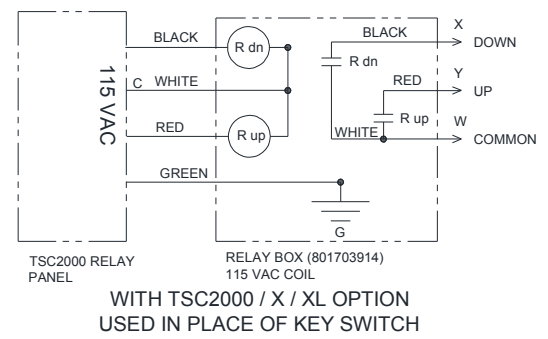 BLACK
R dn
BLACK
X
DOWN
R dn
115 VAC
C WHITE
RED
Y
UP
RED
R up
R up
WHITE
W
COMMON
GREEN
G
TSC2000 RELAY
PANEL
RELAY BOX (801703914)
115 VAC COIL
WITH TSC2000 / X / XL OPTION
USED IN PLACE OF KEY SWITCH